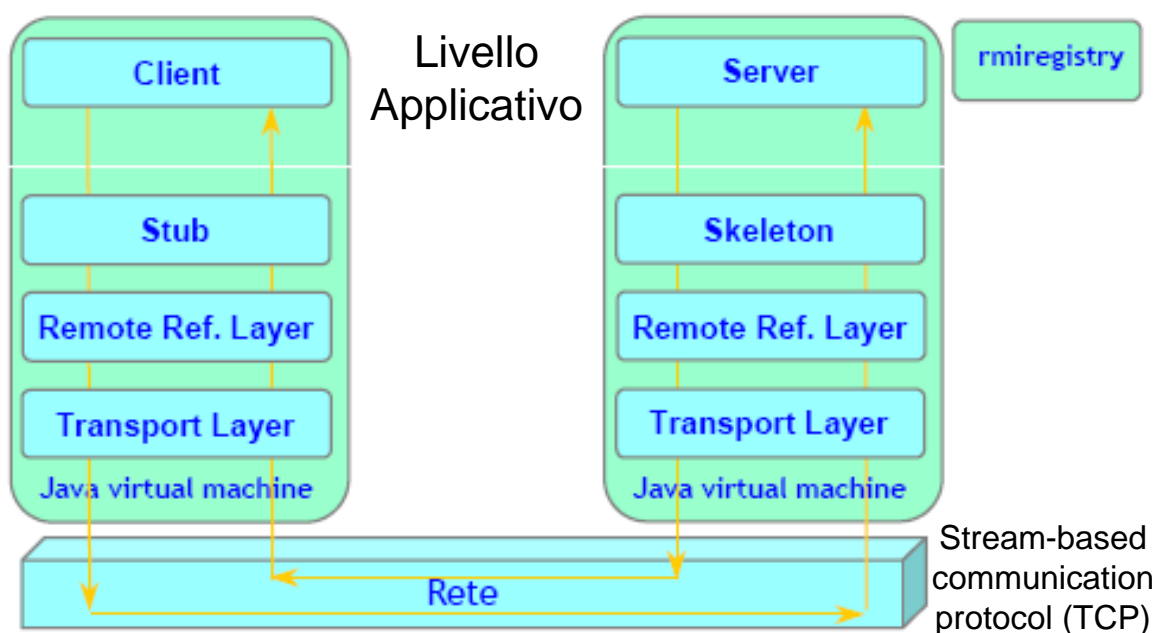 Client
Livello
Applicativo
Server
rmiregistry
Stub
Skeleton
Remote Ref. Layer
Remote Ref. Layer
Transport Layer
Transport Layer
Java virtual machine
Java virtual machine
Rete
Stream-based
communication
protocol (TCP)